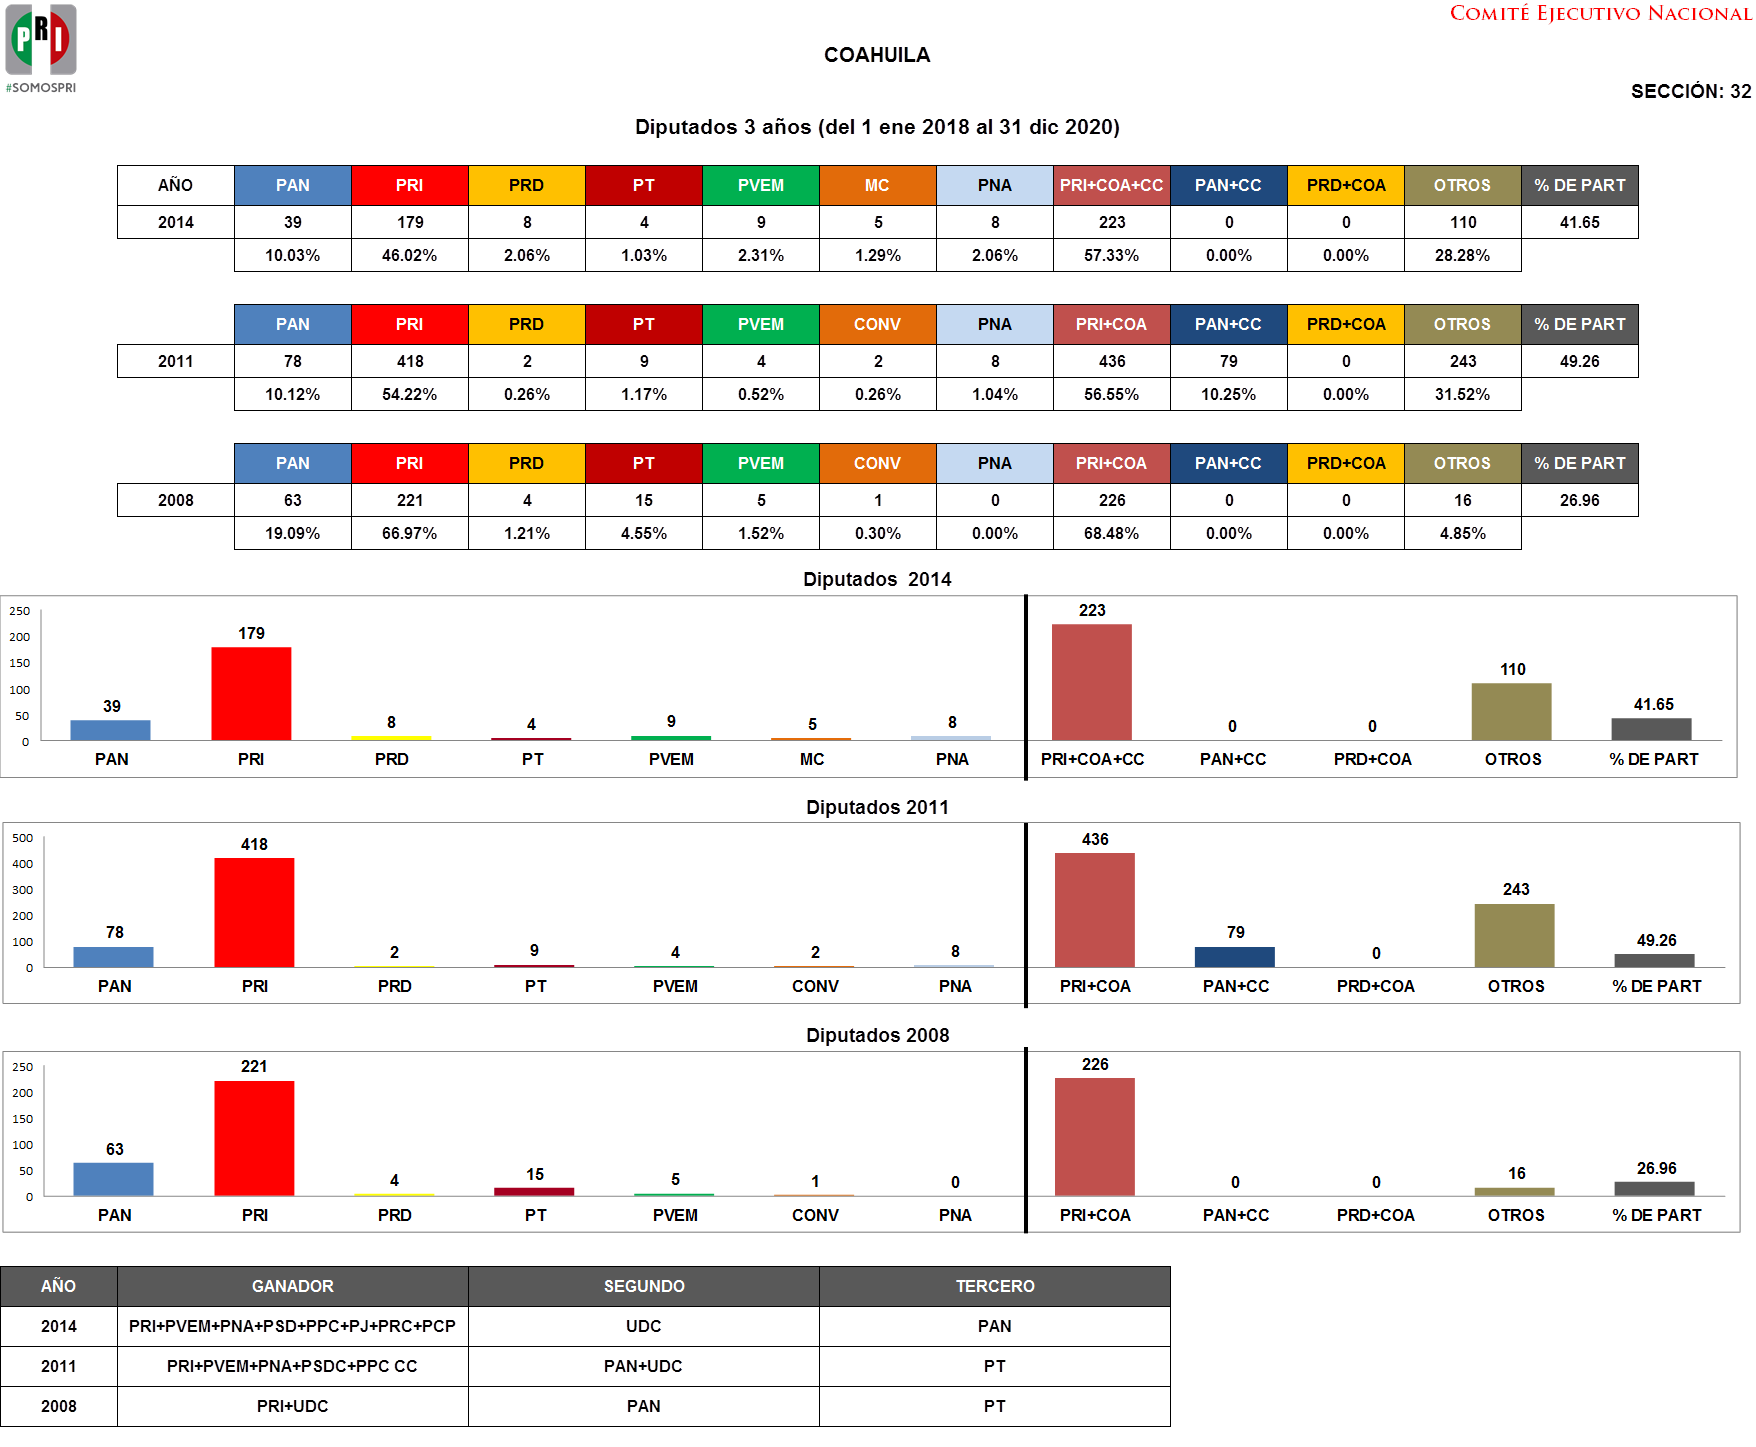 PRI
#SOMOSPRI
COMITÉ EJECUTIVO NACIONAL
COAHUILA
SECCIÓN: 32
Diputados 3 años (del 1 ene 2018 al 31 dic 2020)
AÑO PAN PRI PRD PT PVEM MC PNA PRI+COA+CC PAN+CC PRD+COA OTROS % DE PART
2014 39 179 8 4 9 5 8 223 0 0 110 41.65
10.03% 46.02% 2.06% 1.03% 2.31% 1.29% 2.06% 57.33% 0.00% 0.00% 28.28%
PAN PRI PRD PT PVEM CONV PNA PRI+COA PAN+CC PRD+COA OTROS % DE PART
2011 78 418 2 9 4 2 8 436 79 0 243 49.26
10.12% 54.22% 0.26% 1.17% 0.52% 0.26% 1.04% 56.55% 10.25% 0.00% 31.52%
PAN PRI PRD PT PVEM CONV PNA PRI+COA PAN+CC PRD+COA OTROS % DE PART
2008 63 221 4 15 5 1 0 226 0 0 16 26.96
19.09% 66.97% 1.21% 4.55% 1.52% 0.30% 0.00% 68.48% 0.00% 0.00% 4.85%
Diputados 2014
250
200
150
100
50
0
39 179 8 4 9 5 8 223 0 0 110 41.65
PAN PRI PRD PT PVEM MC PNA PRI+COA+CC PAN+CC PRD+COA OTROS % DE PART
Diputados 2011
500
400
300
200
100
0
78 418 2 9 4 2 8 436 79 0 243 49.26
PAN PRI PRD PT PVEM CONV PNA PRI+COA PAN+CC PRD+COA OTROS % DE PART
Diputados 2008
250
200
150
100
50
0
63 221 4 15 5 1 0 226 0 0 16 26.96
PAN PRI PRD PT PVEM CONV PNA PRI+COA PAN+CC PRD+COA OTROS % DE PART
AÑO GANADOR SEGUNDO TERCERO
2014 PRI+PVEM+PNA+PSD+PPC+PJ+PRC+PCP UDC PAN
2011 PRI+PVEM+PNA+PSDC+PPC CC PAN+UDC PT
2008 PRI+UDC PAN PT